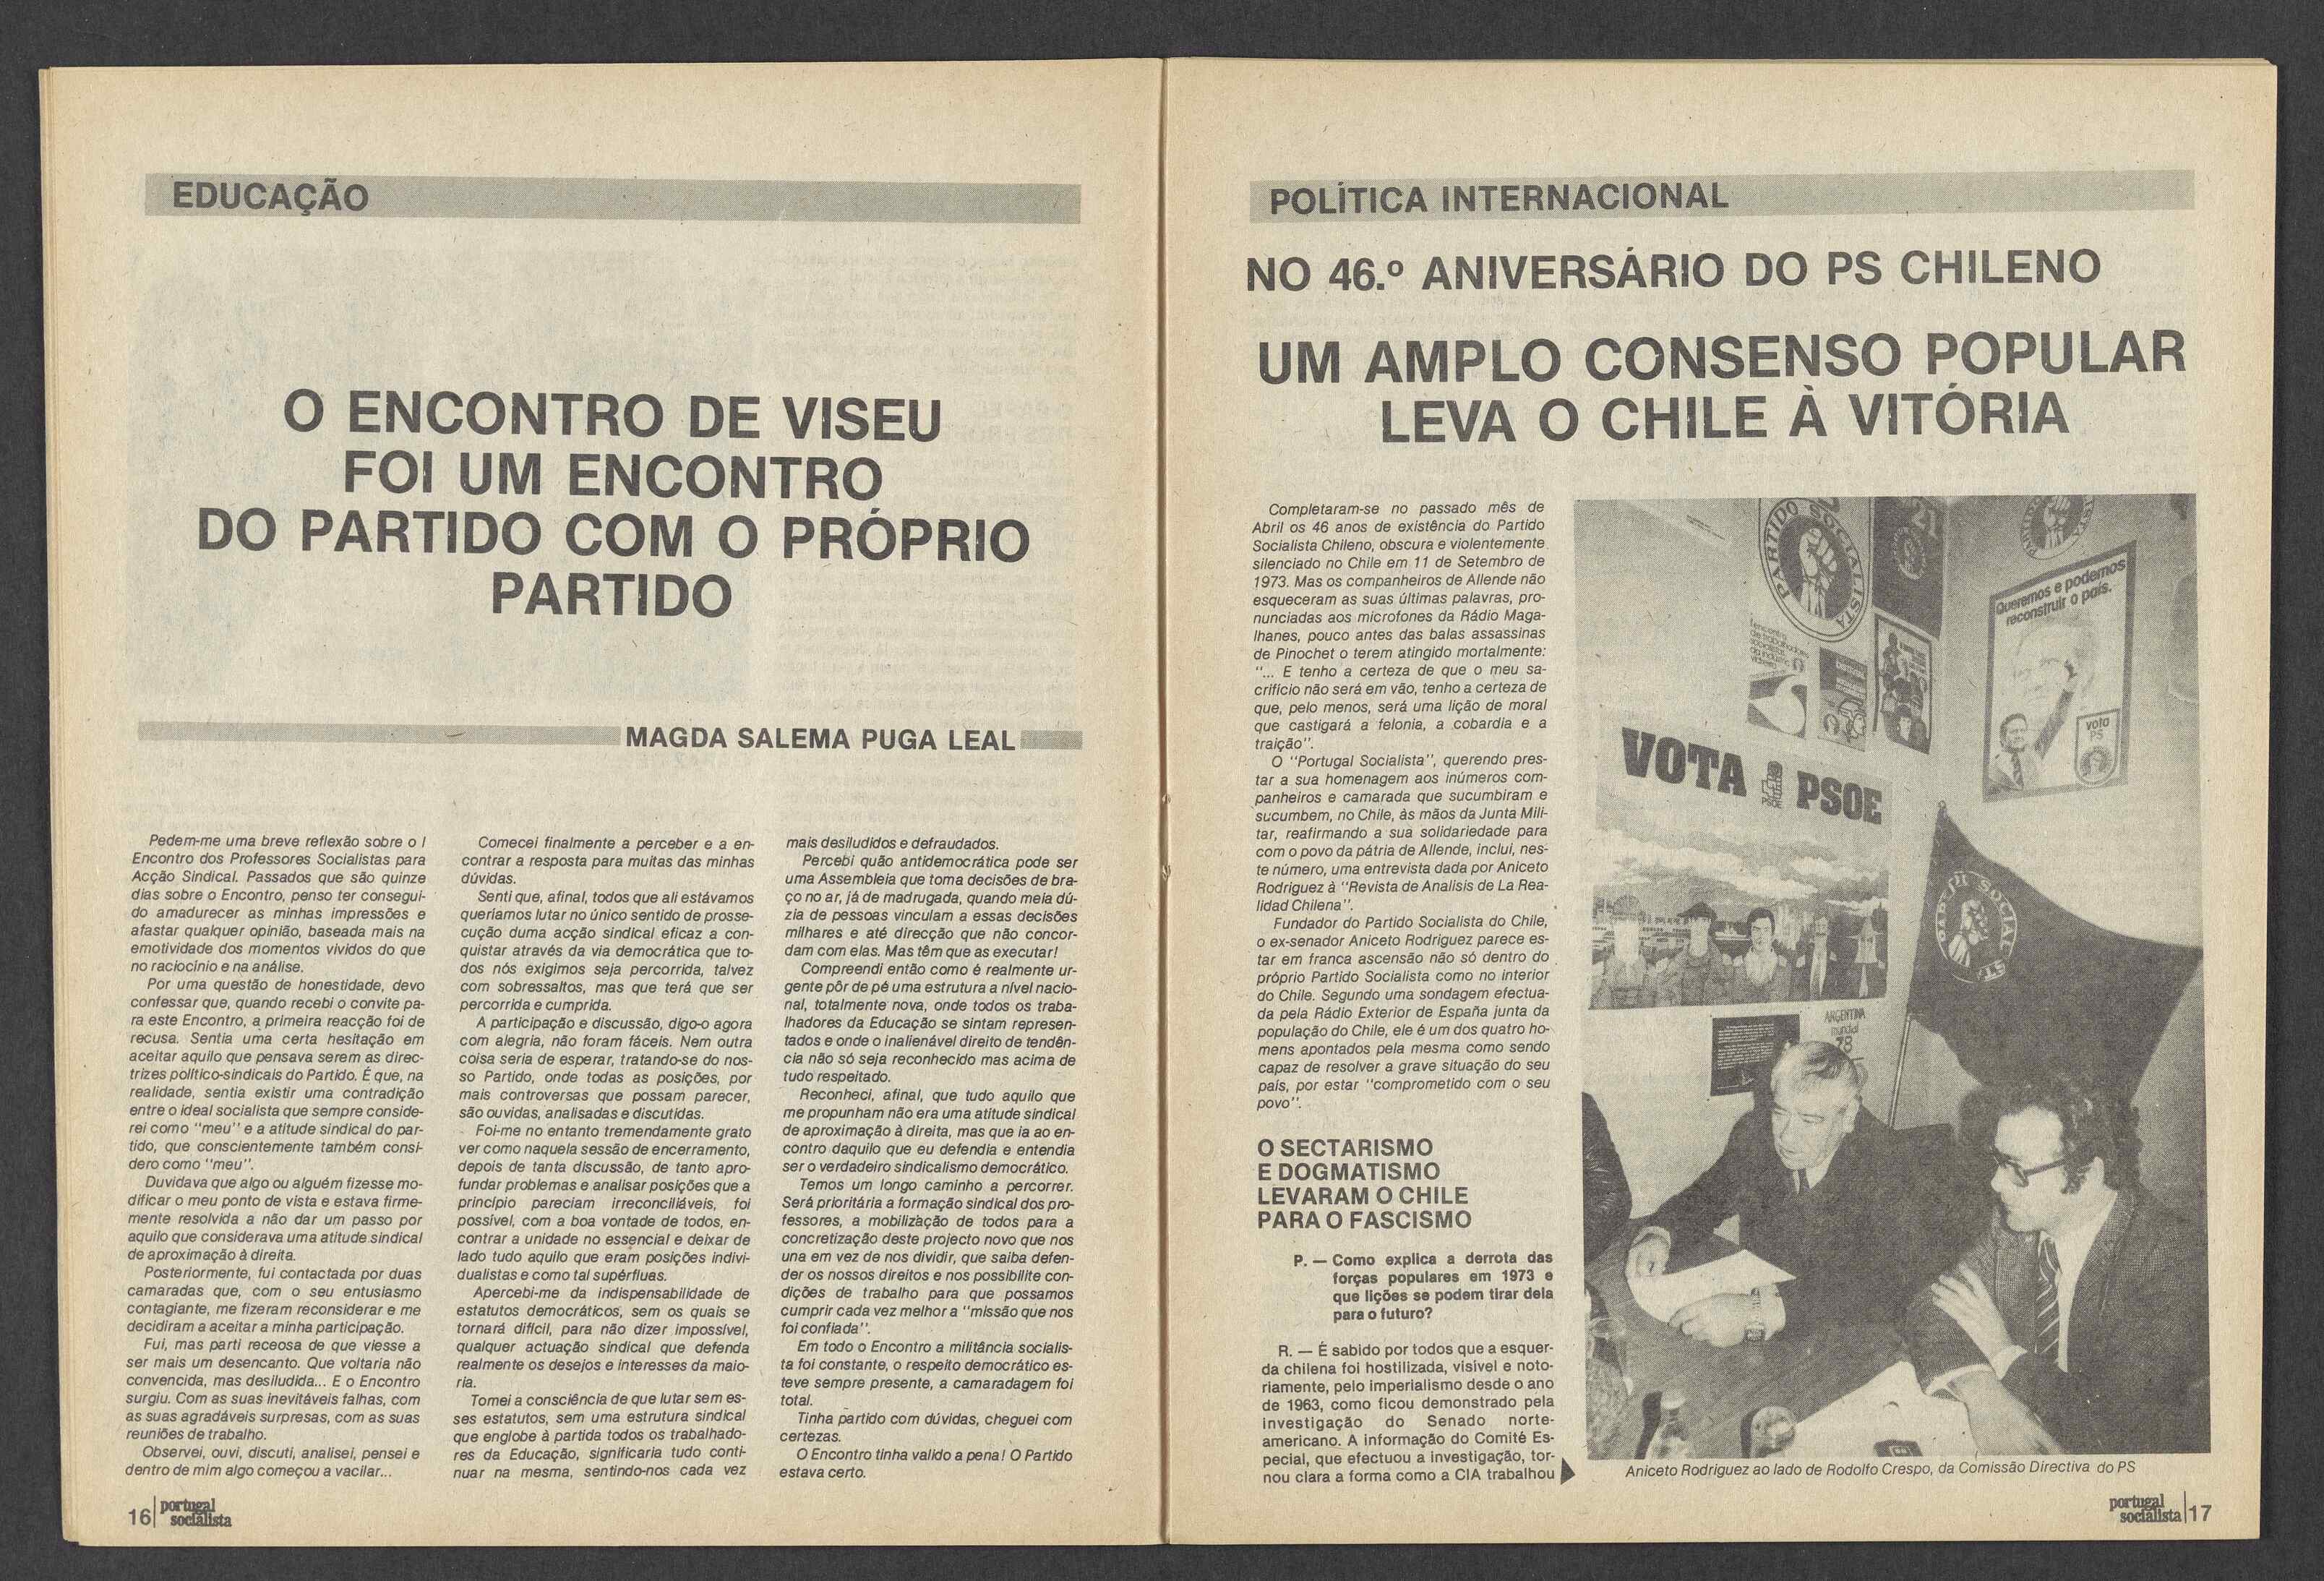 EDUCAÇÃO
O ENCONTRO DE VISEU
FOI UM ENCONTRO
DO PARTIDO COM O PRÓPRIO
PARTIDO
MAGDA SALEMA PUGA LEAL
Pedem-me uma breve reflexão sobre o I
Encontro dos Professores Socialistas para
Acção Sindical. Passados que são quinze
dias sobre o Encontro, penso ter consegui-
do amadurecer as minhas impressões e
afastar qualquer opinião, baseada mais na
emotividade dos momentos vividos do que
no raciocínio e na análise.
Por uma questão de honestidade, devo
confessar que, quando recebi o convite pa-
ra este Encontro, a primeira reacção foi de
recusa. Sentia uma certa hesitação em
aceitar aquilo que pensava serem as direc-
trizes político-sindicais do Partido. É que, na
realidade, sentia existir uma contradição
entre o ideal socialista que sempre conside-
rei como "meu" e a atitude sindical do par-
tido, que conscientemente também consi-
dero como "meu".
Duvidava que algo ou alguém fizesse mo-
dificar o meu ponto de vista e estava firme-
mente resolvida a não dar um passo por
aquilo que considerava uma atitude sindical
de aproximação à direita.
Posteriormente, fui contactada por duas
camaradas que, com o seu entusiasmo
contagiante, me fizeram reconsiderar e me
decidiram a aceitar a minha participação.
Fui, mas parti receosa de que viesse a
ser mais um desencanto. Que voltaria não
convencida, mas desiludida... E o Encontro
surgiu. Com as suas inevitáveis falhas, com
as suas agradáveis surpresas, com as suas
reuniões de trabalho.
Observei, ouvi, discuti, analisei, pensei e
dentro de mim algo começou a vacilar...
Comecei finalmente a perceber e a en-
contrar a resposta para muitas das minhas
dúvidas.
Senti que, afinal, todos que ali estávamos
queríamos lutar no único sentido de prosse-
cução duma acção sindical eficaz a con-
quistar através da via democrática que to-
dos nós exigimos seja percorrida, talvez
com sobressaltos, mas que terá que ser
percorrida e cumprida.
A participação e discussão, digo-o agora
com alegria, não foram fáceis. Nem outra
coisa seria de esperar, tratando-se do nos-
so Partido, onde todas as posições, por
mais controversas que possam parecer,
são ouvidas, analisadas e discutidas.
Foi-me no entanto tremendamente grato
ver como naquela sessão de encerramento,
depois de tanta discussão, de tanto apro-
fundar problemas e analisar posições que a
princípio pareciam irreconciliáveis, foi
possível, com a boa vontade de todos, en-
contrar a unidade no essencial e deixar de
lado tudo aquilo que eram posições indivi-
dualistas e como tal supérfluas.
Apercebi-me da indispensabilidade de
estatutos democráticos, sem os quais se
tornará difícil, para não dizer impossível,
qualquer actuação sindical que defenda
realmente os desejos e interesses da maio-
ria.
Tomei a consciência de que lutar sem es-
ses estatutos, sem uma estrutura sindical
que englobe à partida todos os trabalhado-
res da Educação, significaria tudo conti-
nuar na mesma, sentindo-nos cada vez
mais desiludidos e defraudados.
Percebi quão antidemocrática pode ser
uma Assembleia que toma decisões de bra-
ço no ar, já de madrugada, quando meia dú-
zia de pessoas vinculam a essas decisões
milhares e até direcção que não concor-
dam com elas. Mas têm que as executar!
Compreendi então como é realmente ur-
gente pôr de pé uma estrutura a nível nacio-
nal, totalmente nova, onde todos os traba-
lhadores da Educação se sintam represen-
tados e onde o inalienável direito de tendên-
cia não só seja reconhecido mas acima de
tudo respeitado.
Reconheci, afinal, que tudo aquilo que
me propunham não era uma atitude sindical
de aproximação à direita, mas que ia ao en-
contro daquilo que eu defendia e entendia
ser o verdadeiro sindicalismo democrático.
Temos um longo caminho a percorrer.
Será prioritária a formação sindical dos pro-
fessores, a mobilização de todos para a
concretização deste projecto novo que nos
una em vez de nos dividir, que saiba defen-
der os nossos direitos e nos possibilite con-
dições de trabalho para que possamos
cumprir cada vez melhor a "missão que nos
foi confiada".
Em todo o Encontro a militância socialis-
ta foi constante, o respeito democrático es-
teve sempre presente, a camaradagem foi
total.
Tinha partido com dúvidas, cheguei com
certezas.
O Encontro tinha valido a pena! O Partido
estava certo.
16 portugal
socialista
POLÍTICA INTERNACIONAL
NO 46.º ANIVERSÁRIO DO PS CHILENO
UM AMPLO CONSENSO POPULAR
LEVA O CHILE À VITÓRIA
Completaram-se no passado mês de
Abril os 46 anos de existência do Partido
Socialista Chileno, obscura e violentemente
silenciado no Chile em 11 de Setembro de
1973. Mas os companheiros de Allende não
esqueceram as suas últimas palavras, pro-
nunciadas aos microfones da Rádio Maga-
lhanes, pouco antes das balas assassinas
de Pinochet o terem atingido mortalmente:
"... E tenho a certeza de que o meu sa-
crifício não será em vão, tenho a certeza de
que, pelo menos, será uma lição de moral
que castigará a felonia, a cobardia e a
traição".
O "Portugal Socialista", querendo pres-
tar a sua homenagem aos inúmeros com-
panheiros e camarada que sucumbiram e
sucumbem, no Chile, às mãos da Junta Mili-
tar, reafirmando a sua solidariedade para
com o povo da pátria de Allende, inclui, nes-
te número, uma entrevista dada por Aniceto
Rodriguez à "Revista de Analisis de La Rea-
lidad Chilena".
Fundador do Partido Socialista do Chile,
o ex-senador Aniceto Rodriguez parece es-
tar em franca ascensão não só dentro do
próprio Partido Socialista como no interior
do Chile. Segundo uma sondagem efectua-
da pela Rádio Exterior de España junta da
população do Chile, ele é um dos quatro ho-
mens apontados pela mesma como sendo
capaz de resolver a grave situação do seu
país, por estar "comprometido com o seu
povo".
O SECTARISMO
E DOGMATISMO
LEVARAM O CHILE
PARA O FASCISMO
P. — Como explica a derrota das
forças populares em 1973 e
que lições se podem tirar dela
para o futuro?
R. — É sabido por todos que a esquer-
da chilena foi hostilizada, visível e noto-
riamente, pelo imperialismo desde o ano
de 1963, como ficou demonstrado pela
investigação do Senado norte-
americano. A informação do Comité Es-
pecial, que efectuou a investigação, tor-
nou clara a forma como a CIA trabalhou
PARTIDO SOCIALISTA
Queremos e podemos
reconstruir o país.
vota
PS
VOTA PSOE
ARGENTINA
mundial
78
Aniceto Rodriguez ao lado de Rodolfo Crespo, da Comissão Directiva do PS
portugal
socialista 17